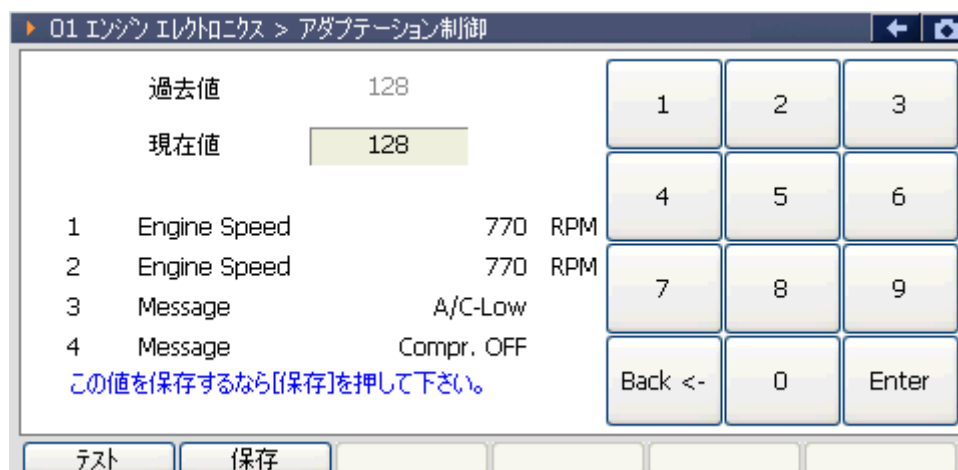 01 エンジン エレクトロニクス > アダプテーション制御
過去値 128
現在値 128
1 Engine Speed 770 RPM
2 Engine Speed 770 RPM
3 Message A/C-Low
4 Message Compr. OFF
この値を保存するなら[保存]を押して下さい。
1 2 3
4 5 6
7 8 9
Back <- 0 Enter
テスト 保存